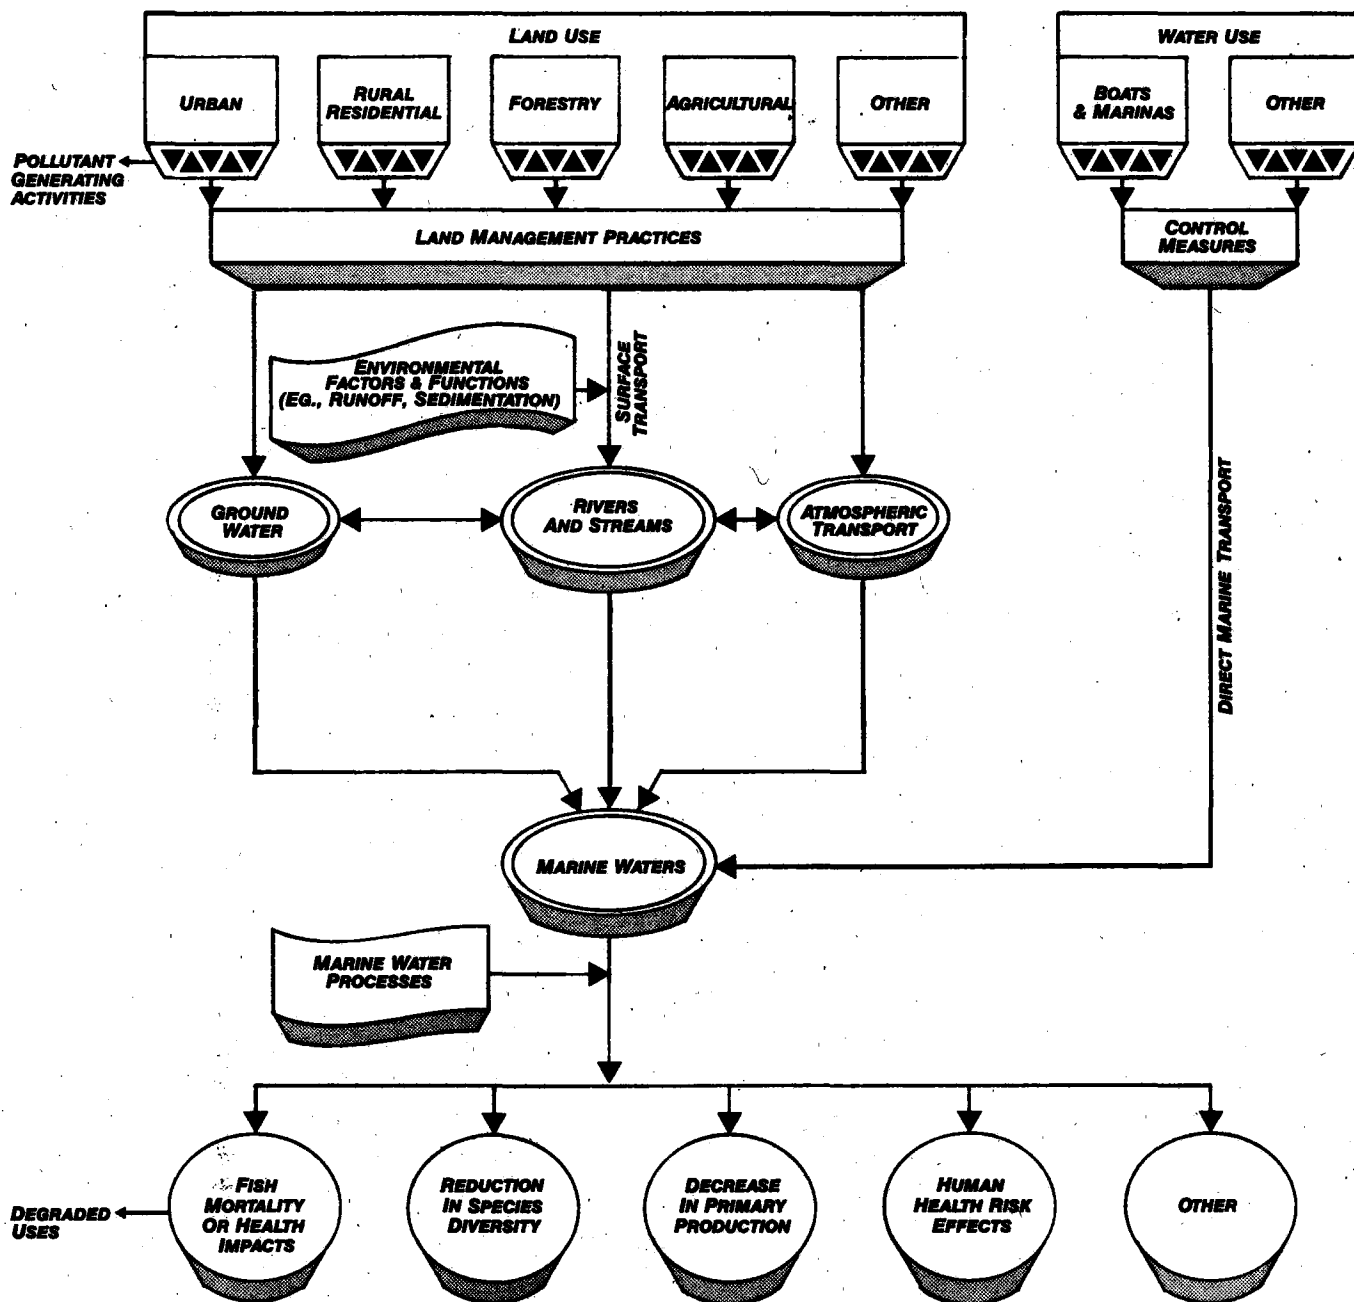 LAND USE
WATER USE
URBAN
RURAL
RESIDENTIAL
FORESTRY
AGRICULTURAL
OTHER
BOATS
& MARINAS
OTHER
POLLUTANT
GENERATING
ACTIVITIES
LAND MANAGEMENT PRACTICES
CONTROL
MEASURES
ENVIRONMENTAL
FACTORS & FUNCTIONS
(EG., RUNOFF, SEDIMENTATION)
SURFACE
TRANSPORT
GROUND
WATER
RIVERS
AND STREAMS
ATMOSPHERIC
TRANSPORT
DIRECT MARINE TRANSPORT
MARINE WATERS
MARINE WATER
PROCESSES
DEGRADED
USES
FISH
MORTALITY
OR HEALTH
IMPACTS
REDUCTION
IN SPECIES
DIVERSITY
DECREASE
IN PRIMARY
PRODUCTION
HUMAN
HEALTH RISK
EFFECTS
OTHER